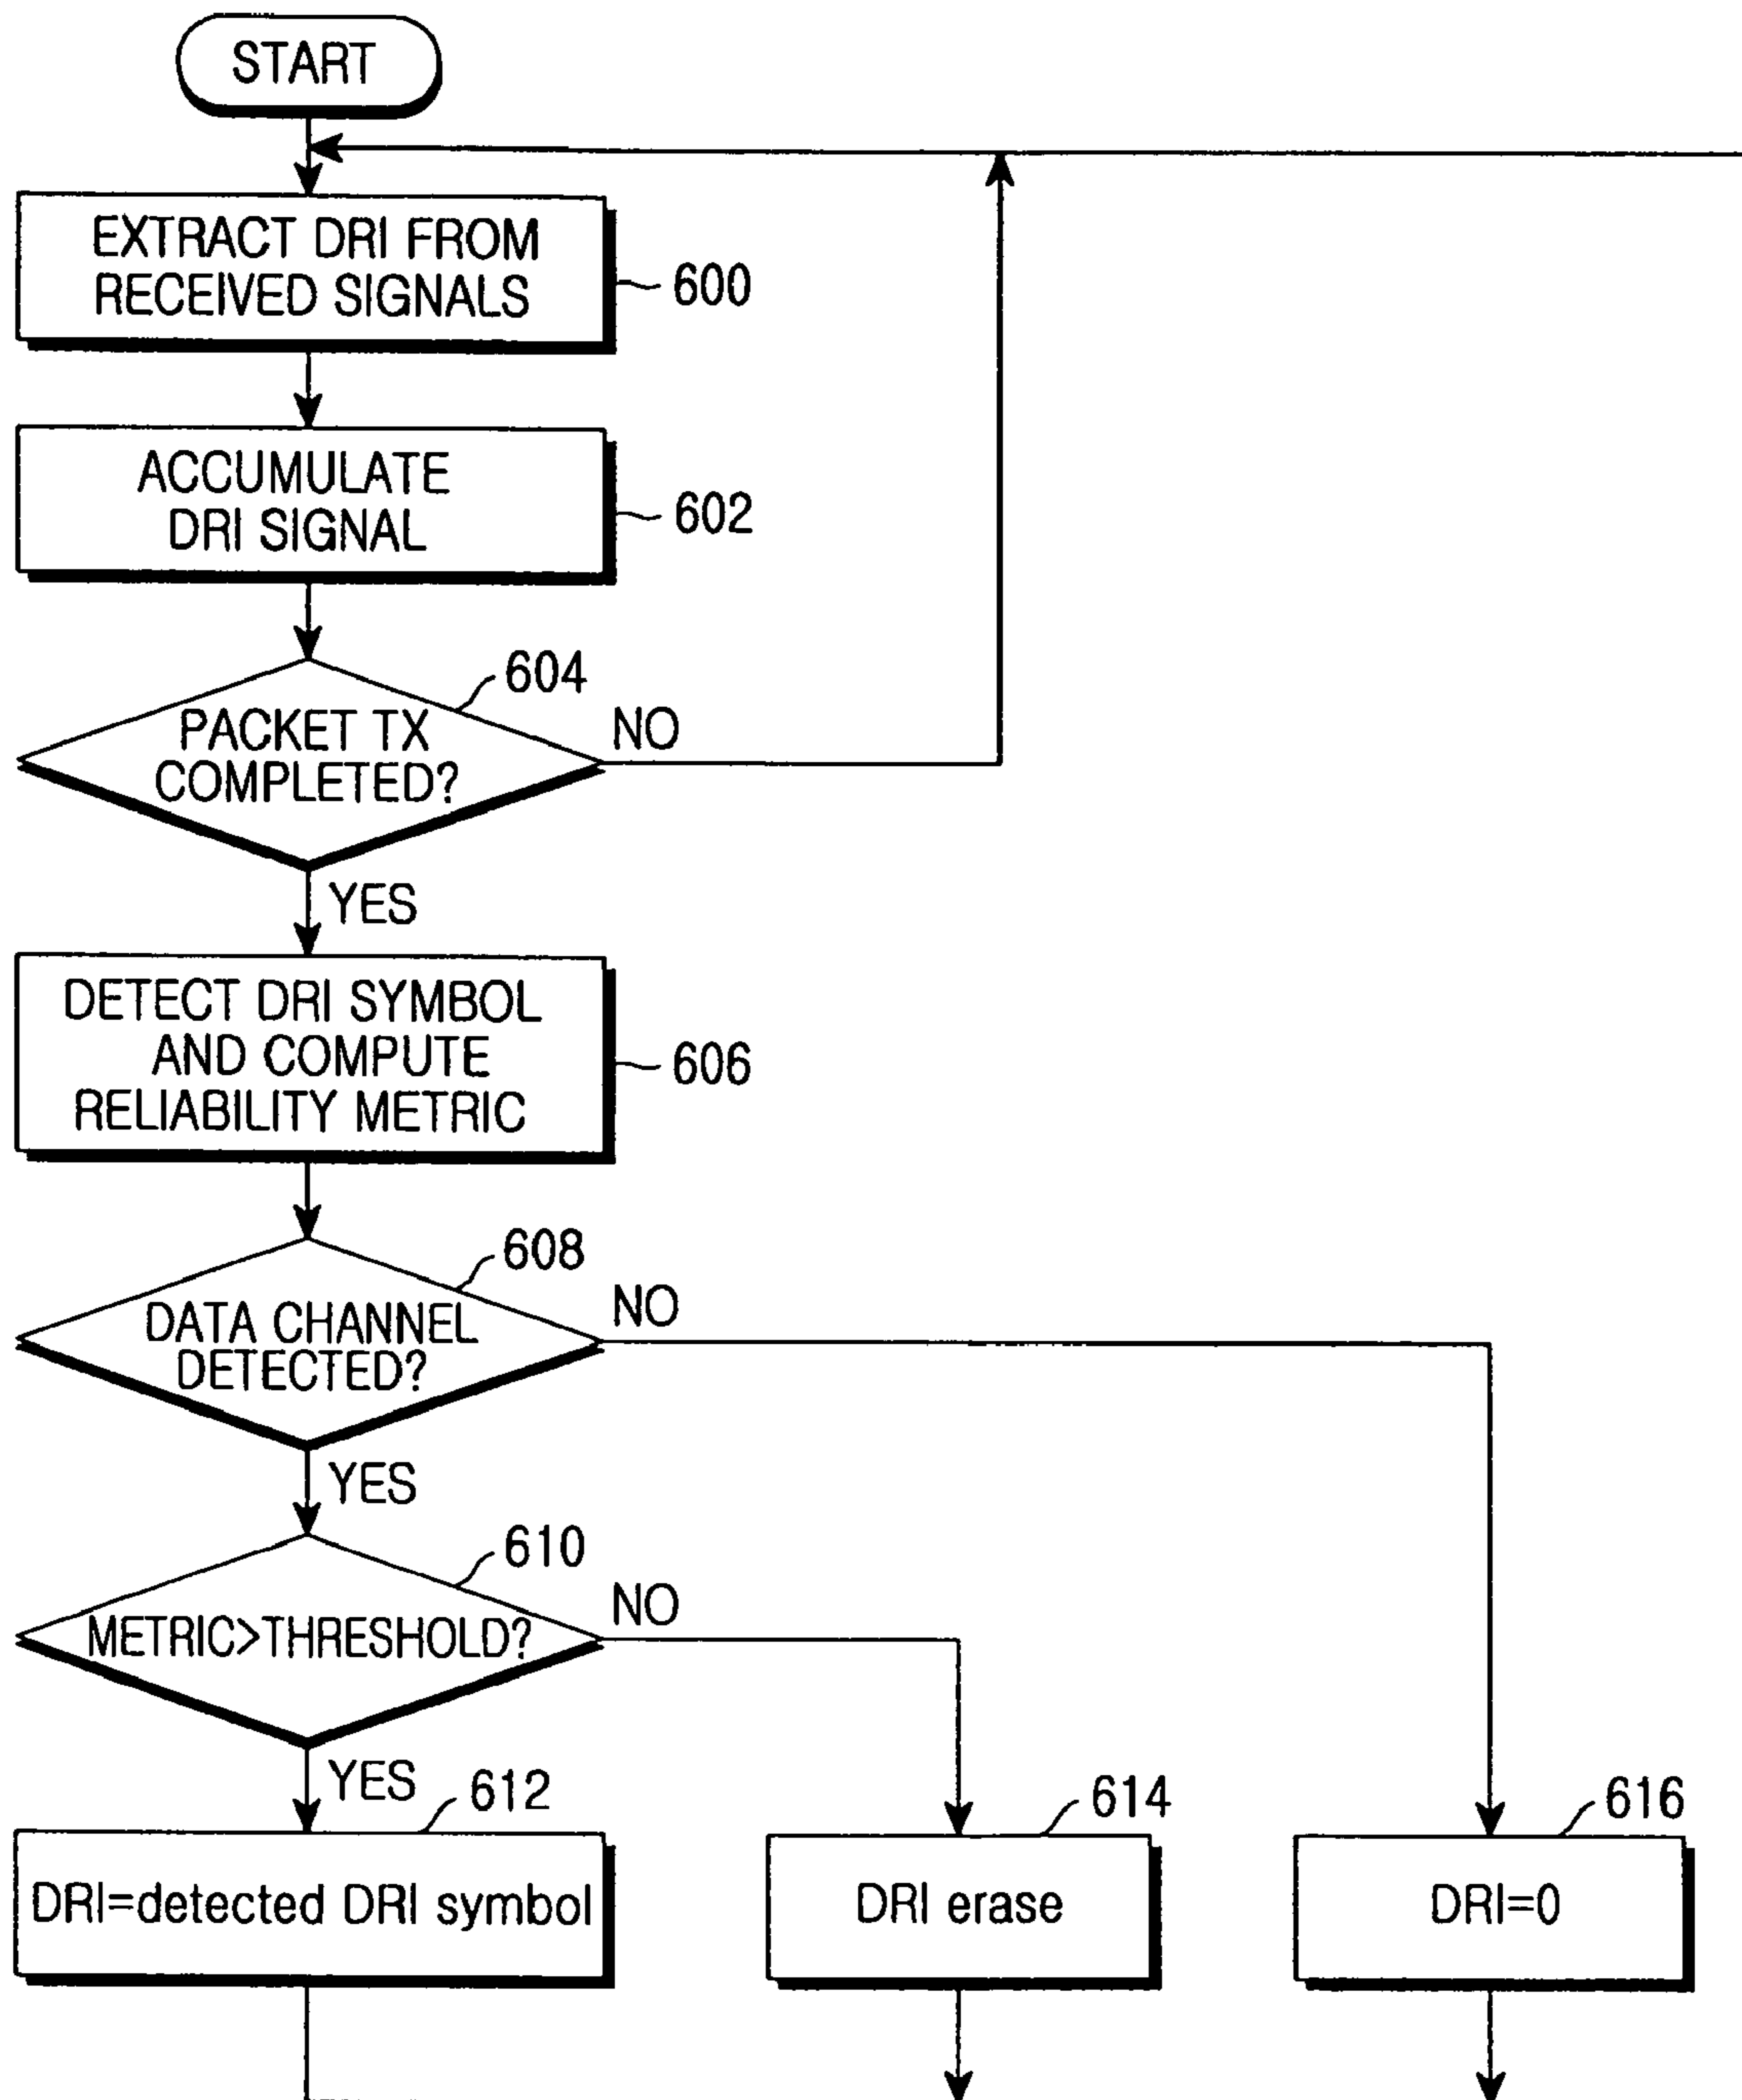 START
EXTRACT DRI FROM
RECEIVED SIGNALS
600
ACCUMULATE
DRI SIGNAL
602
604
PACKET TX
COMPLETED?
NO
YES
DETECT DRI SYMBOL
AND COMPUTE
RELIABILITY METRIC
606
608
DATA CHANNEL
DETECTED?
NO
YES
610
METRIC>THRESHOLD?
NO
YES
612
614
616
DRI=detected DRI symbol
DRI erase
DRI=0